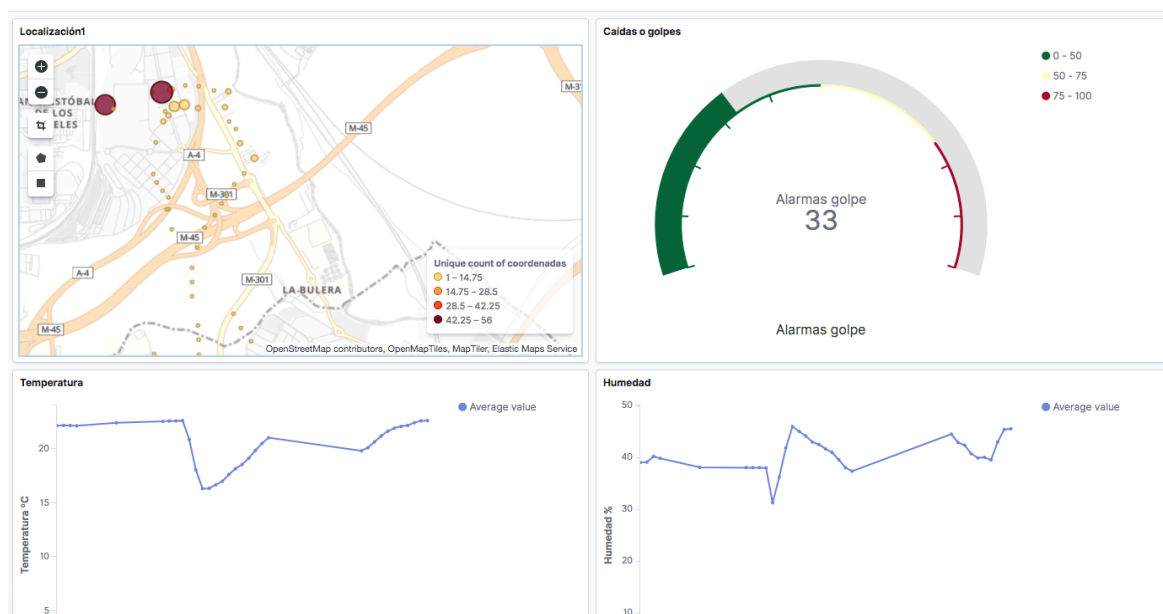 Localización1
M-45
A-4
M-301
M-45
A-4
M-301
LA BULERA
M-45
Unique count of coordenadas
1 – 14.75
14.75 – 28.5
28.5 – 42.25
42.25 – 56
OpenStreetMap contributors, OpenMapTiles, MapTiler, Elastic Maps Service
Caídas o golpes
0 - 50
50 - 75
75 - 100
Alarmas golpe
33
Alarmas golpe
Temperatura
Average value
Temperatura ºC
20
15
10
5
Humedad
Average value
Humedad %
50
40
30
20
10